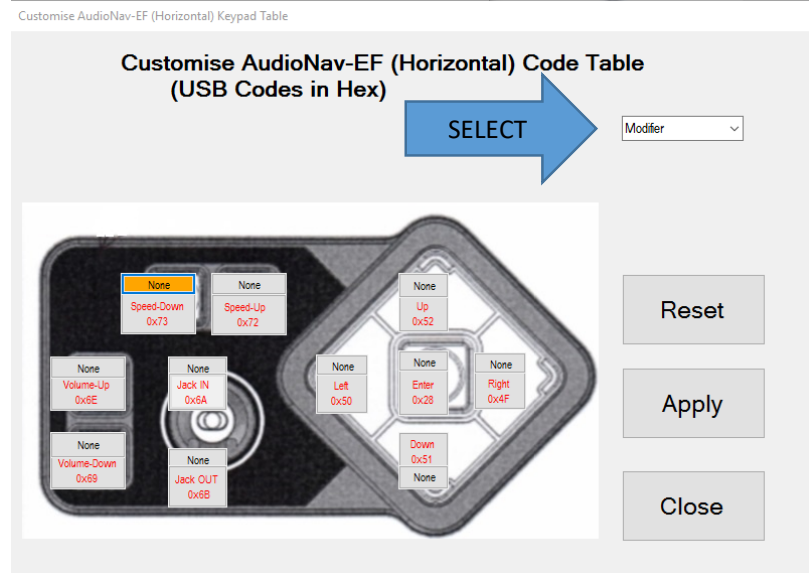 Customise AudioNav-EF (Horizontal) Keypad Table
Customise AudioNav-EF (Horizontal) Code Table
(USB Codes in Hex)
SELECT
Modifier
None
Speed-Down
0x73
None
Speed-Up
0x72
None
Up
0x52
None
Volume-Up
0x6E
None
Jack IN
0x6A
None
Left
0x50
None
Enter
0x28
None
Right
0x4F
None
Volume-Down
0x69
None
Jack OUT
0x6B
Down
0x51
None
Reset
Apply
Close